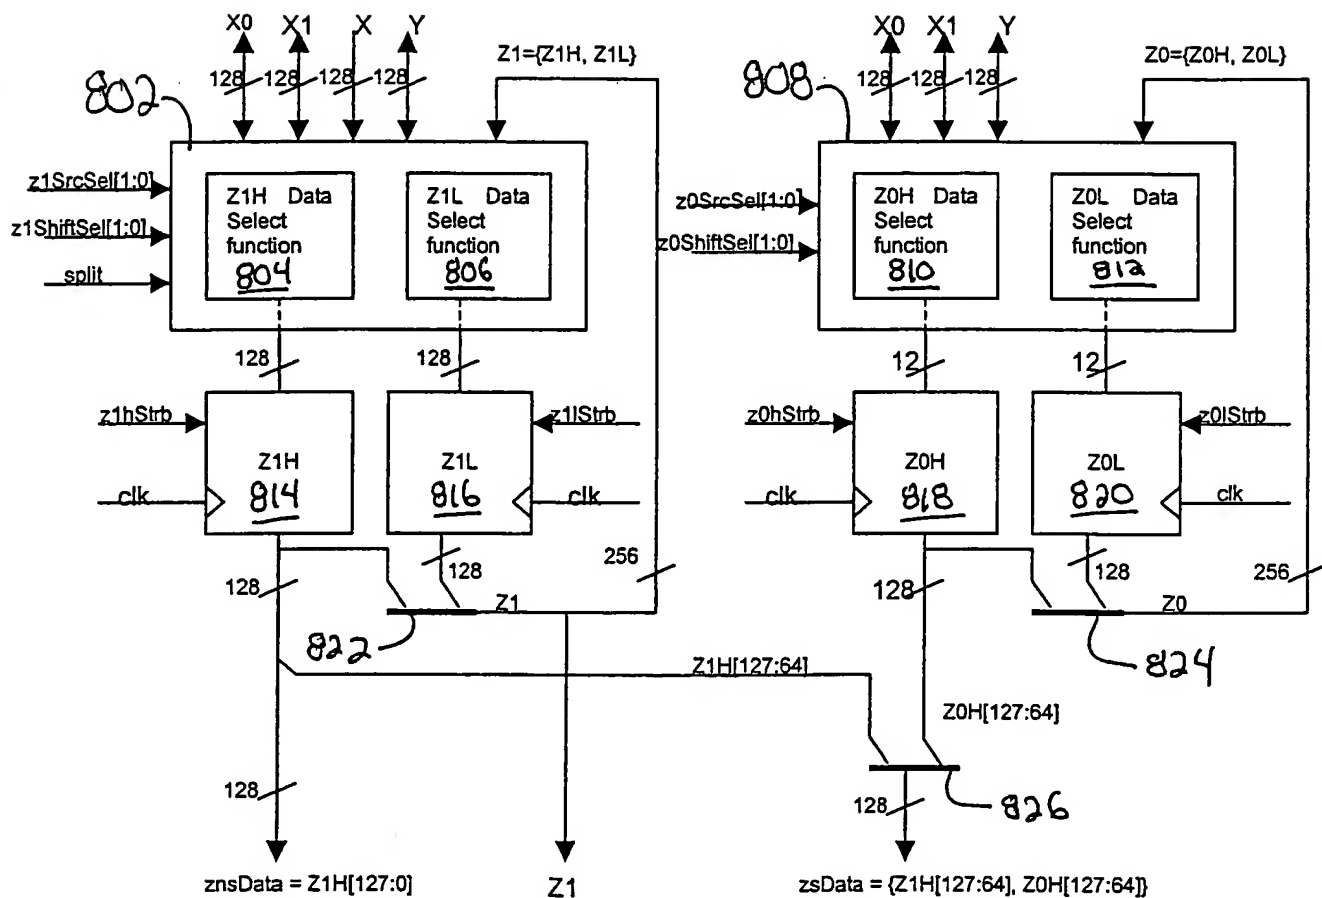 X0 X1 X Y
Z1={Z1H, Z1L}
128 128 128 128
802
z1SrcSel[1:0]
z1ShiftSel[1:0]
split
Z1H Data
Select
function
804
Z1L Data
Select
function
806
128 128
z1hStrb
z1lStrb
Z1H
814
Z1L
816
clk
clk
128
128
256
Z1
822
Z1H[127:64]
128
znsData = Z1H[127:0]
Z1
X0 X1 Y
Z0={Z0H, Z0L}
128 128 128
808
z0SrcSel[1:0]
z0ShiftSel[1:0]
Z0H Data
Select
function
810
Z0L Data
Select
function
812
12 12
z0hStrb
z0lStrb
Z0H
818
Z0L
820
clk
clk
128
128
256
Z0
824
Z0H[127:64]
128
826
zsData = {Z1H[127:64], Z0H[127:64]}